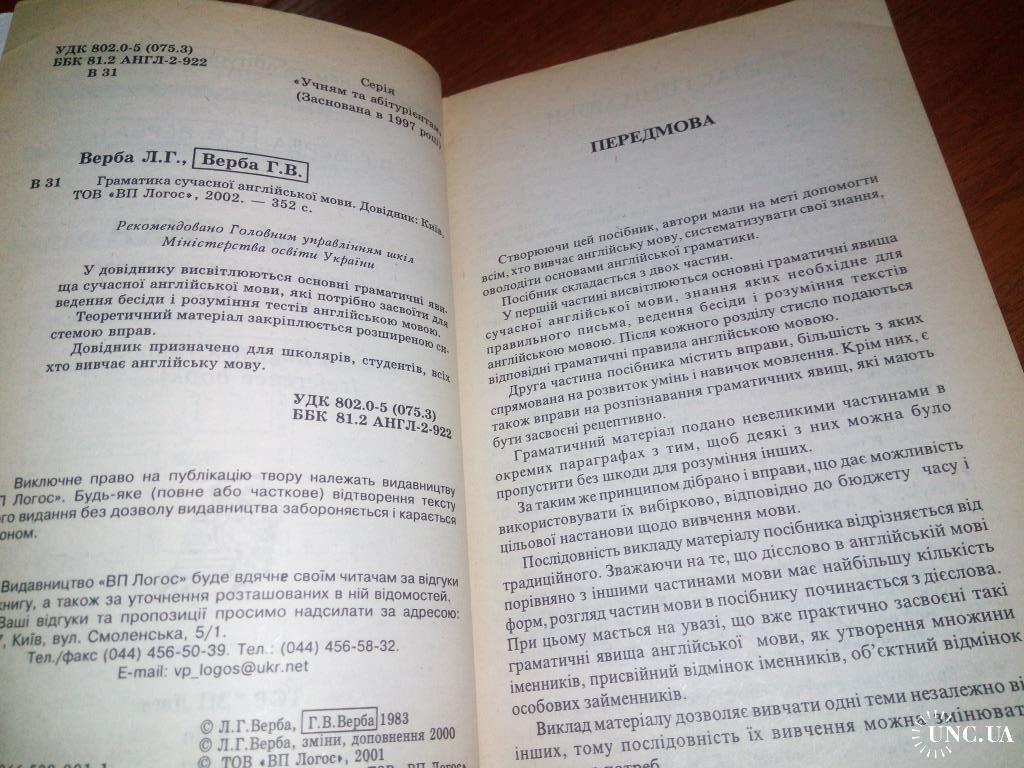 УДК 802.0-5 (075.3)
ББК 81.2 АНГЛ-2-922
В 31
Серія
«Учням та абітурієнтам»
(Заснована в 1997 році)
Верба Л.Г., Верба Г.В.
В 31 Граматика сучасної англійської мови. Довідник: Київ,
ТОВ «ВП Логос», 2002. — 352 с.
Рекомендовано Головним управлінням шкіл
Міністерства освіти України
У довіднику висвітлюються основні граматичні яви-
ща сучасної англійської мови, які потрібно засвоїти для
ведення бесіди і розуміння тестів англійською мовою.
Теоретичний матеріал закріплюється розширеною си-
стемою вправ.
Довідник призначено для школярів, студентів, всіх
хто вивчає англійську мову.
УДК 802.0-5 (075.3)
ББК 81.2 АНГЛ-2-922
Виключне право на публікацію твору належать видавництву
П Логос». Будь-яке (повне або часткове) відтворення тексту
го видання без дозволу видавництва забороняється і карається
оном.
Видавництво «ВП Логос» буде вдячне своїм читачам за відгуки
книгу, а також за уточнення розташованих в ній відомостей.
Ваші відгуки та пропозиції просимо надсилати за адресою:
7, Київ, вул. Смоленська, 5/1.
Тел./факс (044) 456-50-39. Тел.: (044) 456-58-32.
E-mail: vp_logos@ukr.net
© Л.Г.Верба, Г.В.Верба 1983
© Л.Г.Верба, зміни, доповнення 2000
© ТОВ «ВП Логос», 2001
ПЕРЕДМОВА
Створюючи цей посібник, автори мали на меті допомогти
всім, хто вивчає англійську мову, систематизувати свої знання,
оволодіти основами англійської граматики.
Посібник складається з двох частин.
У першій частині висвітлюються основні граматичні явища
сучасної англійської мови, знання яких необхідне для
правильного письма, ведення бесіди і розуміння текстів
англійською мовою. Після кожного розділу стисло подаються
відповідні граматичні правила англійською мовою.
Друга частина посібника містить вправи, більшість з яких
спрямована на розвиток умінь і навичок мовлення. Крім них, є
також вправи на розпізнавання граматичних явищ, які мають
бути засвоєні рецептивно.
Граматичний матеріал подано невеликими частинами в
окремих параграфах з тим, щоб деякі з них можна було
пропустити без шкоди для розуміння інших.
За таким же принципом дібрано і вправи, що дає можливість
використовувати їх вибірково, відповідно до бюджету часу і
цільової настанови щодо вивчення мови.
Послідовність викладу матеріалу посібника відрізняється від
традиційного. Зважаючи на те, що дієслово в англійській мові
порівняно з іншими частинами мови має найбільшу кількість
форм, розгляд частин мови в посібнику починається з дієслова.
При цьому мається на увазі, що вже практично засвоєні такі
граматичні явища англійської мови, як утворення множини
іменників, присвійний відмінок іменників, об'єктний відмінок
особових займенників.
Виклад матеріалу дозволяє вивчати одні теми незалежно ві
інших, тому послідовність їх вивчення можна змінюват
потреб.
UNC.UA